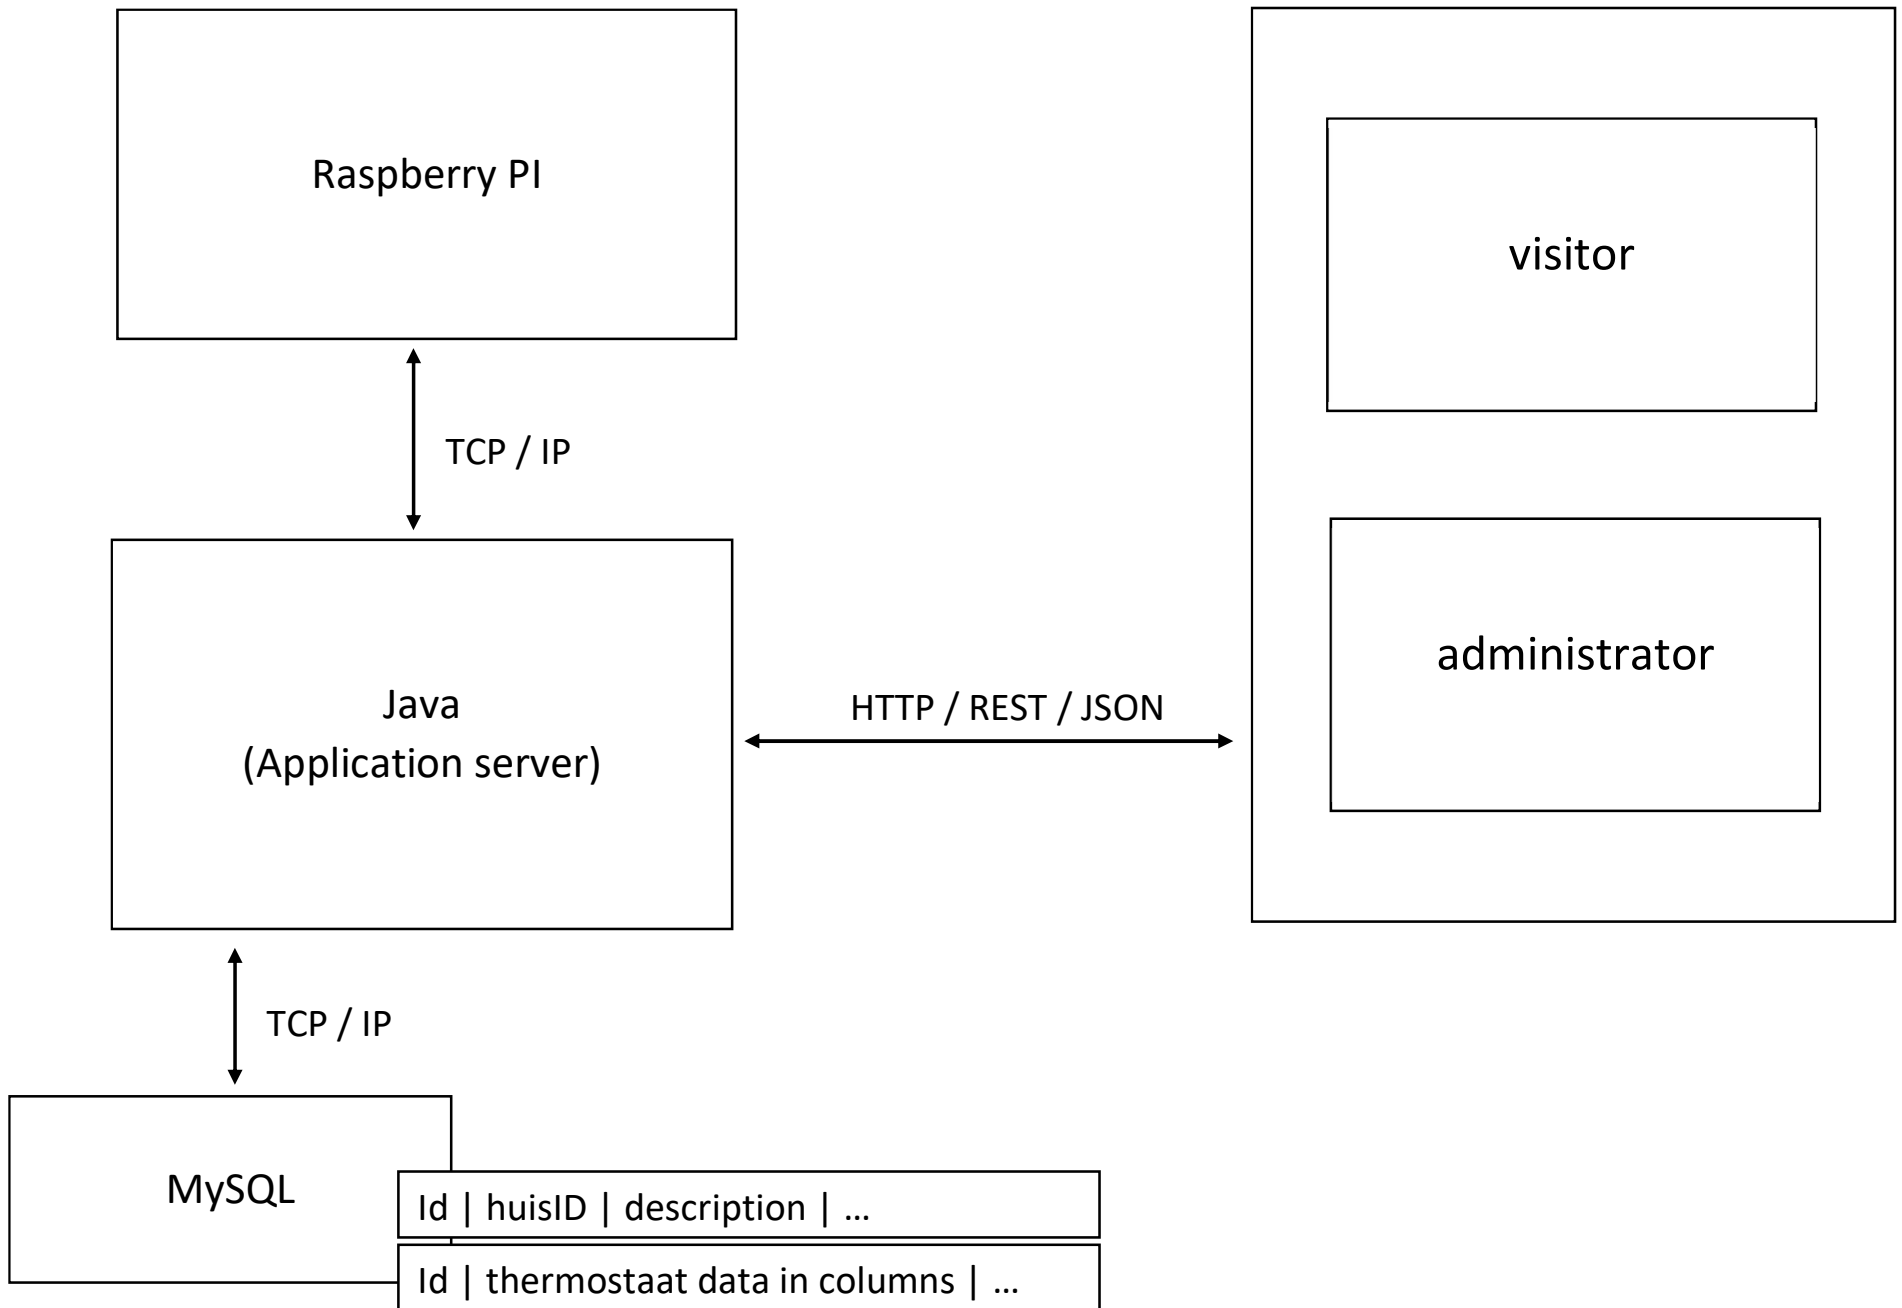 Raspberry PI
visitor
TCP / IP
administrator
Java
(Application server)
HTTP / REST / JSON
TCP / IP
MySQL
Id | huisID | description | …
Id | thermostaat data in columns | …